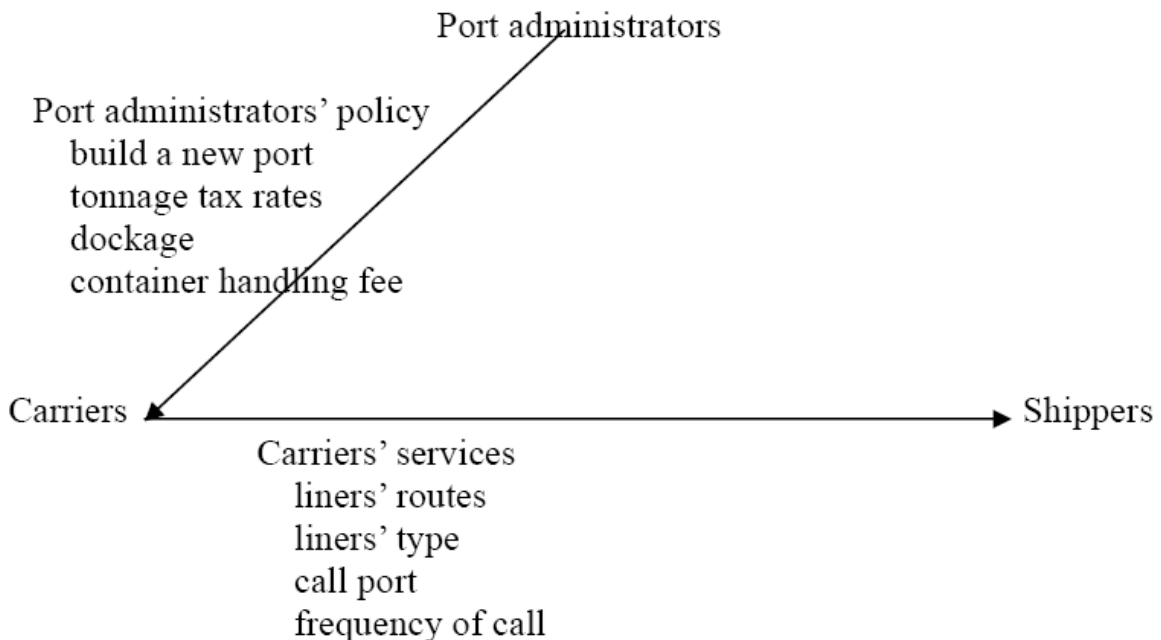 Port administrators
Port administrators’ policy
build a new port
tonnage tax rates
dockage
container handling fee
Carriers
Shippers
Carriers’ services
liners’ routes
liners’ type
call port
frequency of call